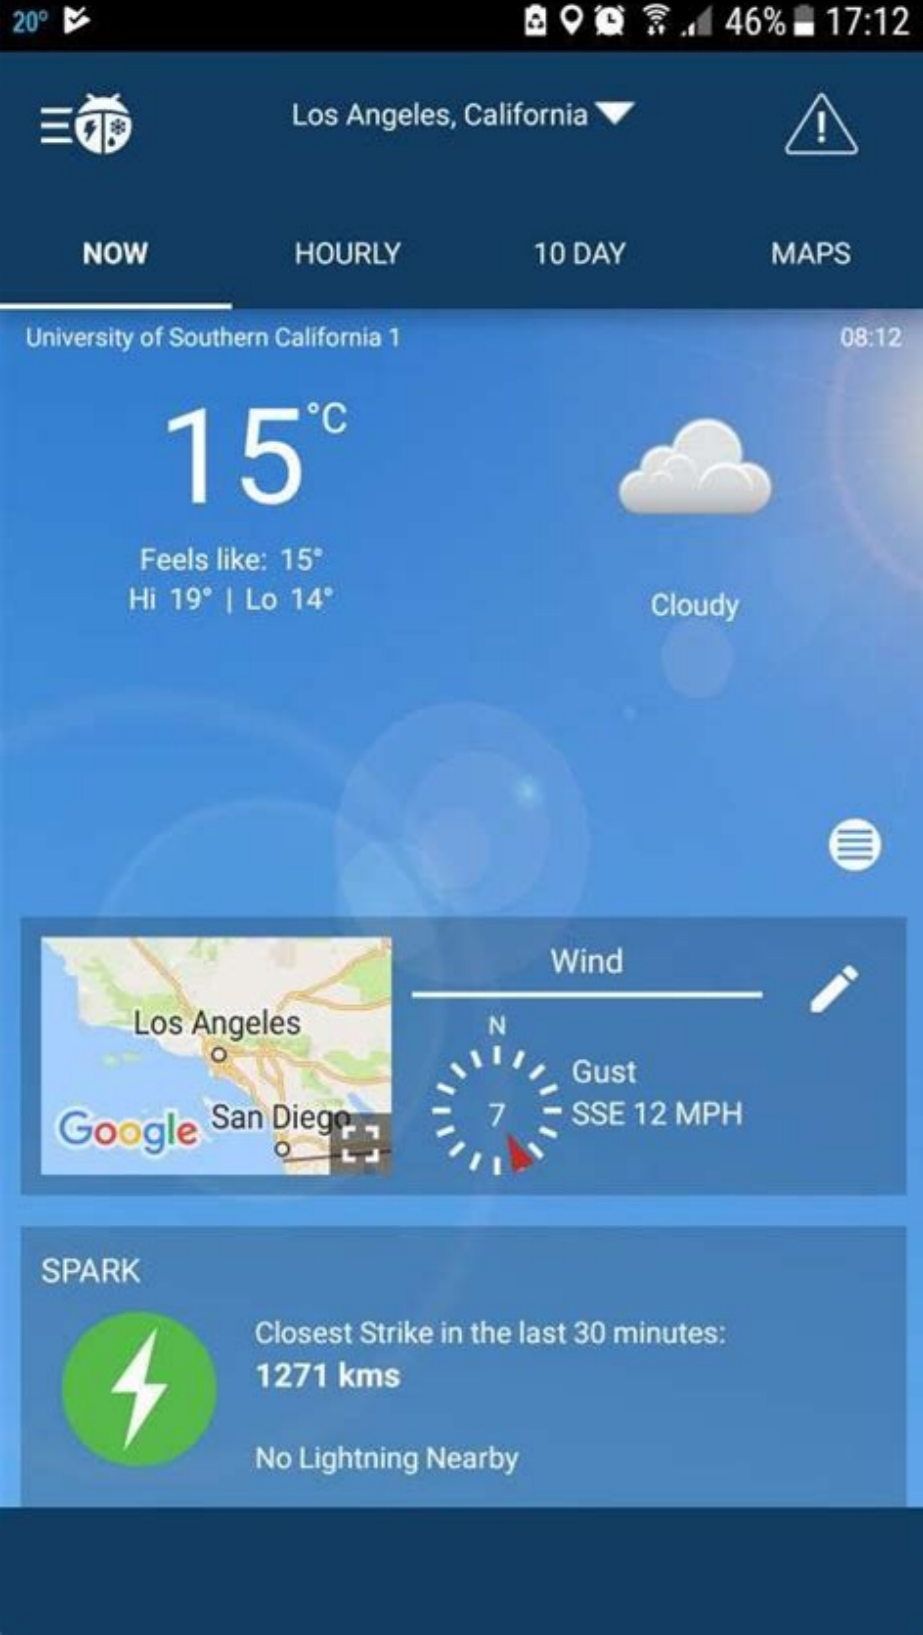 20° 46% 17:12
Los Angeles, California
NOW HOURLY 10 DAY MAPS
University of Southern California 1 08:12
15°C
Feels like: 15°
Hi 19° | Lo 14°
Cloudy
Wind
Los Angeles
San Diego
Google
N
7
Gust
SSE 12 MPH
SPARK
Closest Strike in the last 30 minutes:
1271 kms
No Lightning Nearby